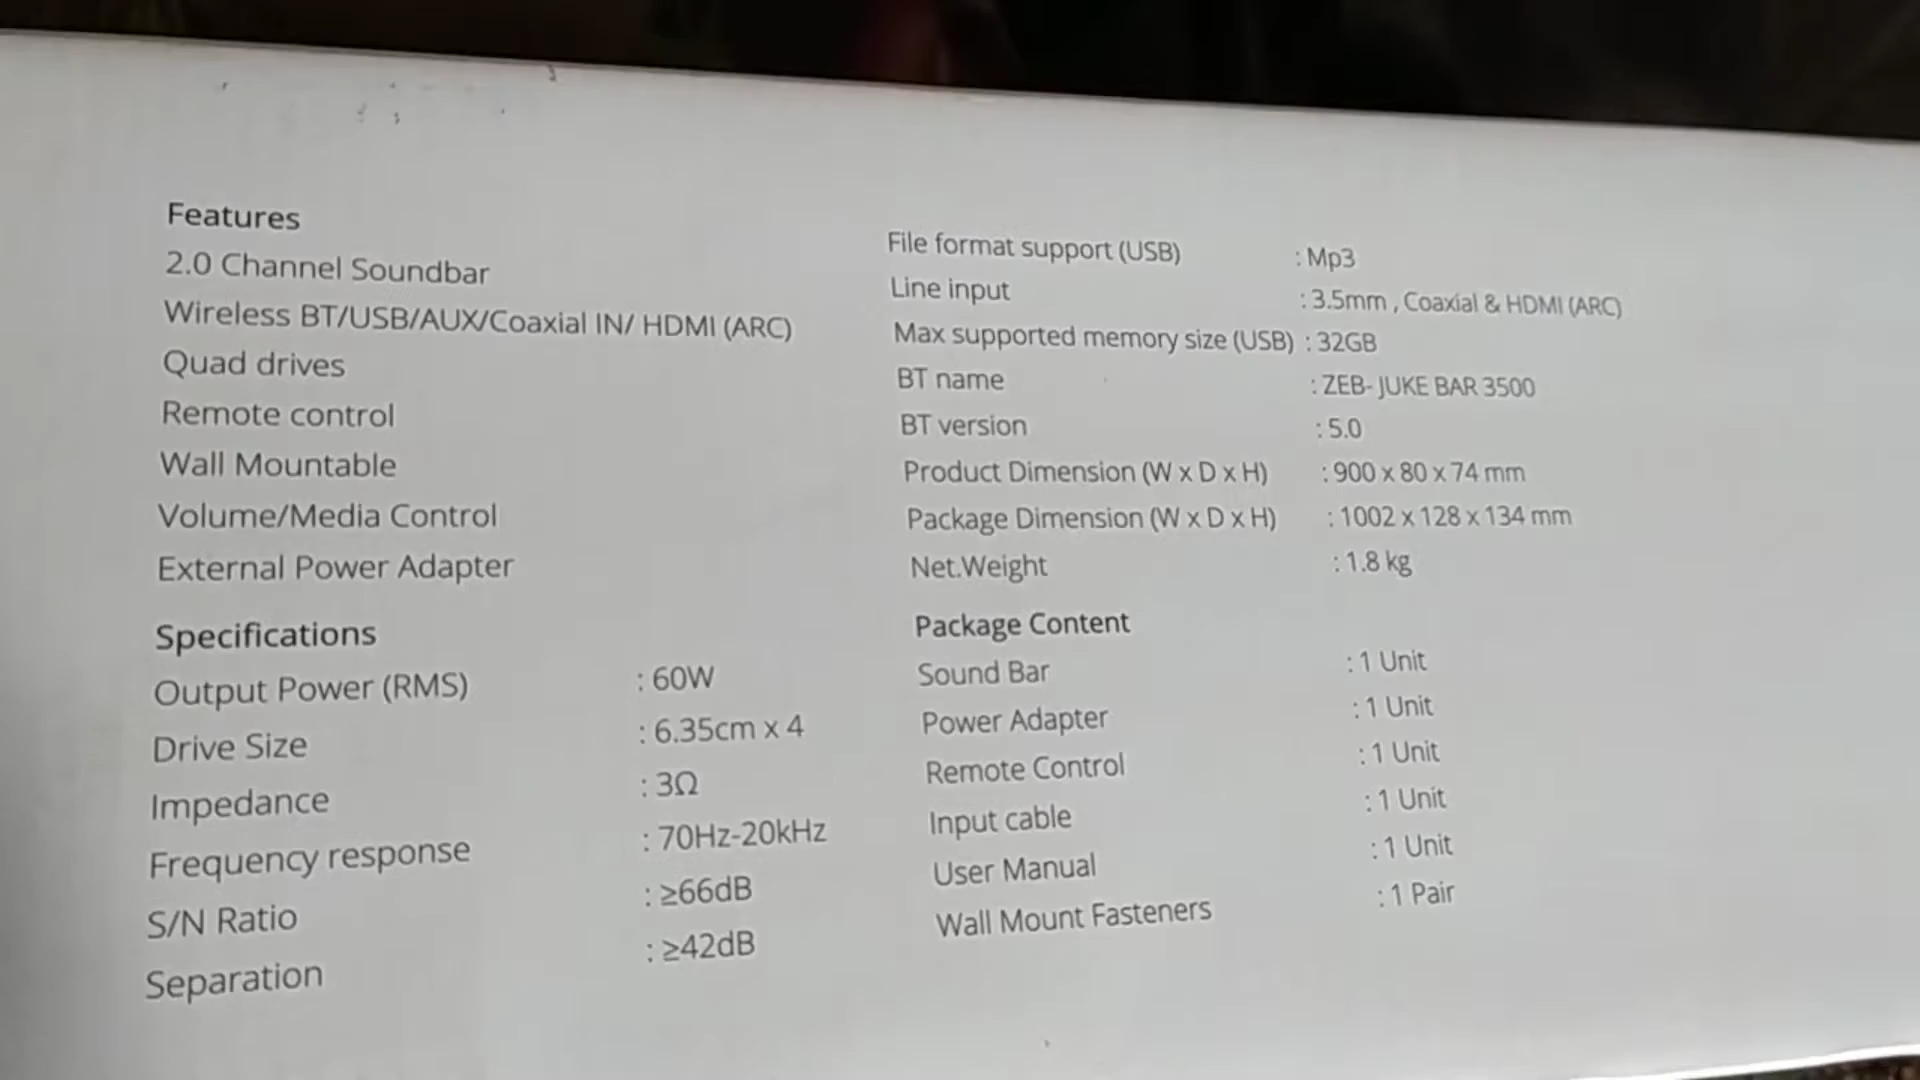 Features
2.0 Channel Soundbar
Wireless BT/USB/AUX/Coaxial IN/ HDMI (ARC)
Quad drives
Remote control
Wall Mountable
Volume/Media Control
External Power Adapter
Specifications
Output Power (RMS) : 60W
Drive Size : 6.35cm x 4
Impedance : 3Ω
Frequency response : 70Hz-20kHz
S/N Ratio : ≥66dB
Separation : ≥42dB
File format support (USB) : Mp3
Line input : 3.5mm , Coaxial & HDMI (ARC)
Max supported memory size (USB) : 32GB
BT name : ZEB- JUKE BAR 3500
BT version : 5.0
Product Dimension (W x D x H) : 900 x 80 x 74 mm
Package Dimension (W x D x H) : 1002 x 128 x 134 mm
Net.Weight : 1.8 kg
Package Content
Sound Bar : 1 Unit
Power Adapter : 1 Unit
Remote Control : 1 Unit
Input cable : 1 Unit
User Manual : 1 Unit
Wall Mount Fasteners : 1 Pair